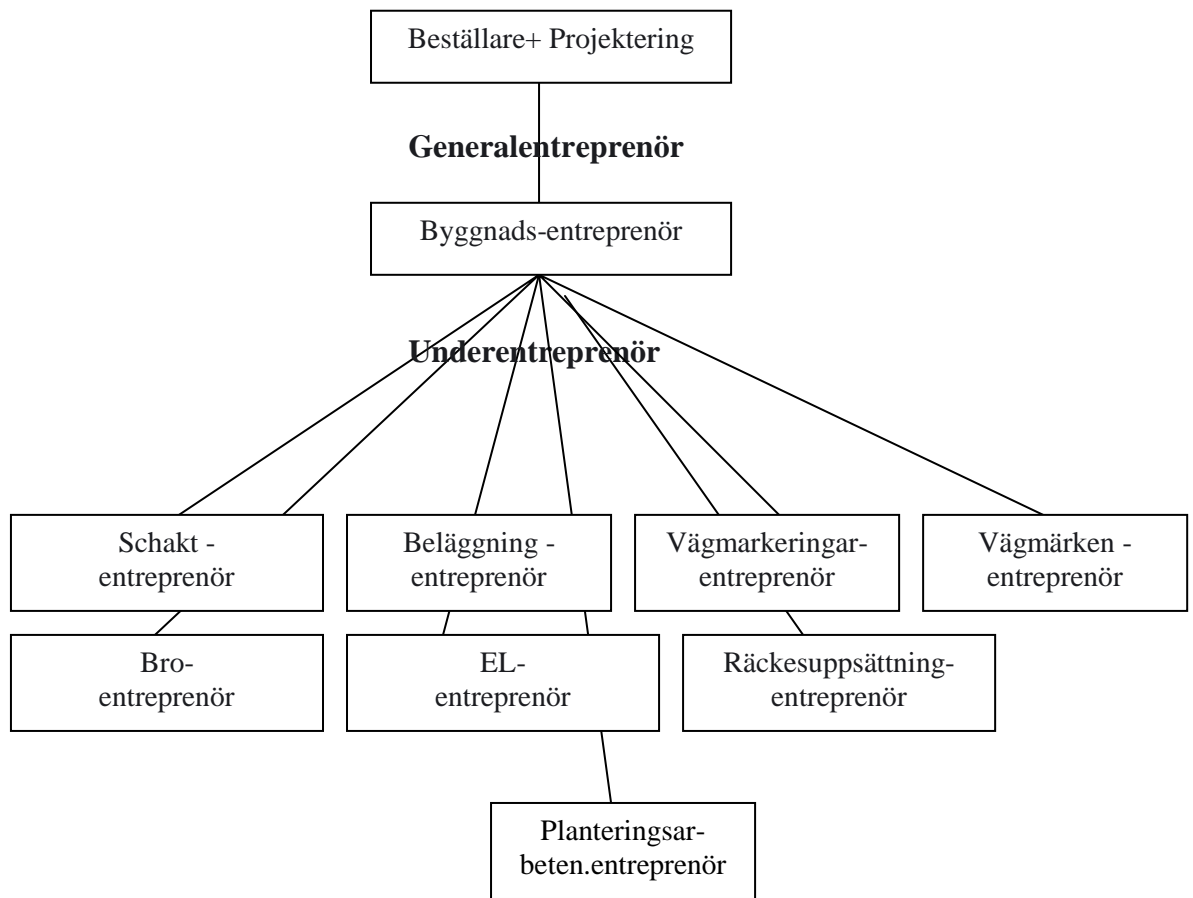 Beställare+ Projektering
Generalentreprenör
Byggnads-entreprenör
Underentreprenör
Schakt -
entreprenör
Beläggning -
entreprenör
Vägmarkeringar-
entreprenör
Vägmärken -
entreprenör
Bro-
entreprenör
EL-
entreprenör
Räckesuppsättning-
entreprenör
Planteringsar-
beten.entreprenör